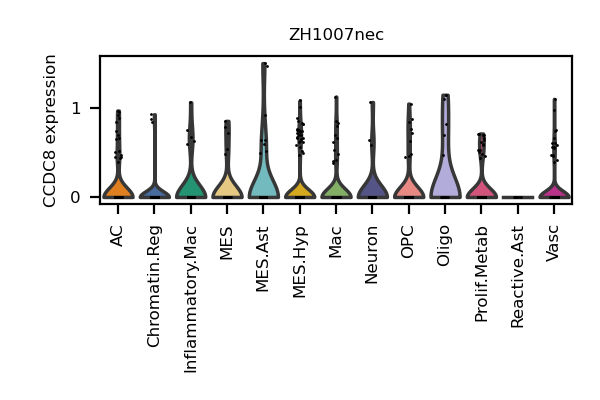 ZH1007nec
CCDC8 expression
1
0
AC
Chromatin.Reg
Inflammatory.Mac
MES
MES.Ast
MES.Hyp
Mac
Neuron
OPC
Oligo
Prolif.Metab
Reactive.Ast
Vasc